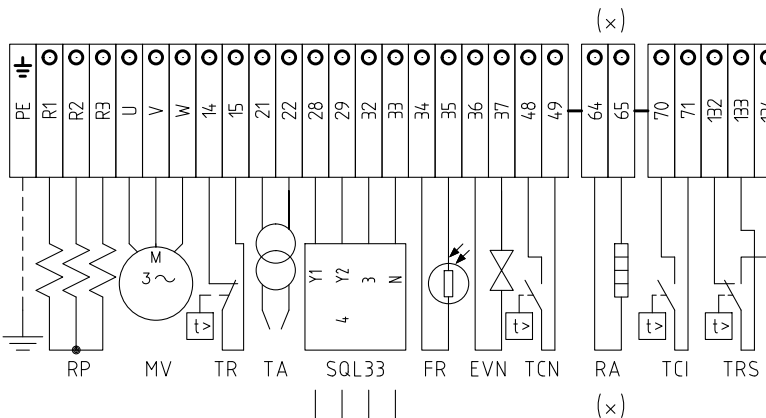 (x)
PE R1 R2 R3 U V W 14 15 21 22 28 29 32 33 34 35 36 37 48 49 64 65 70 71 132 133 134
M
3~
Y1 Y2 3 N
4
t> t> t> t>
RP MV TR TA SQL33 FR EVN TCN RA TCI TRS
(x)